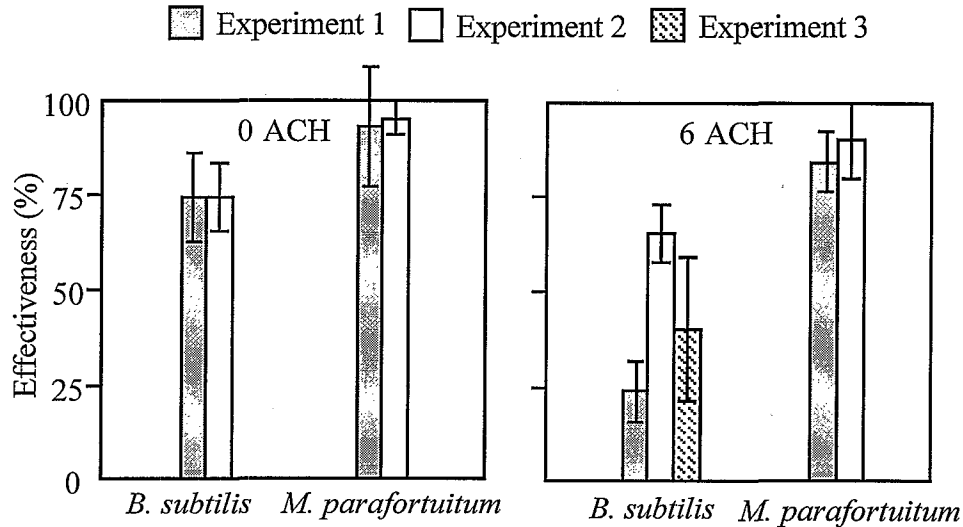 Experiment 1 Experiment 2 Experiment 3
Effectiveness (%)
100
75
50
25
0
0 ACH
B. subtilis M. parafortuitum
6 ACH
B. subtilis M. parafortuitum